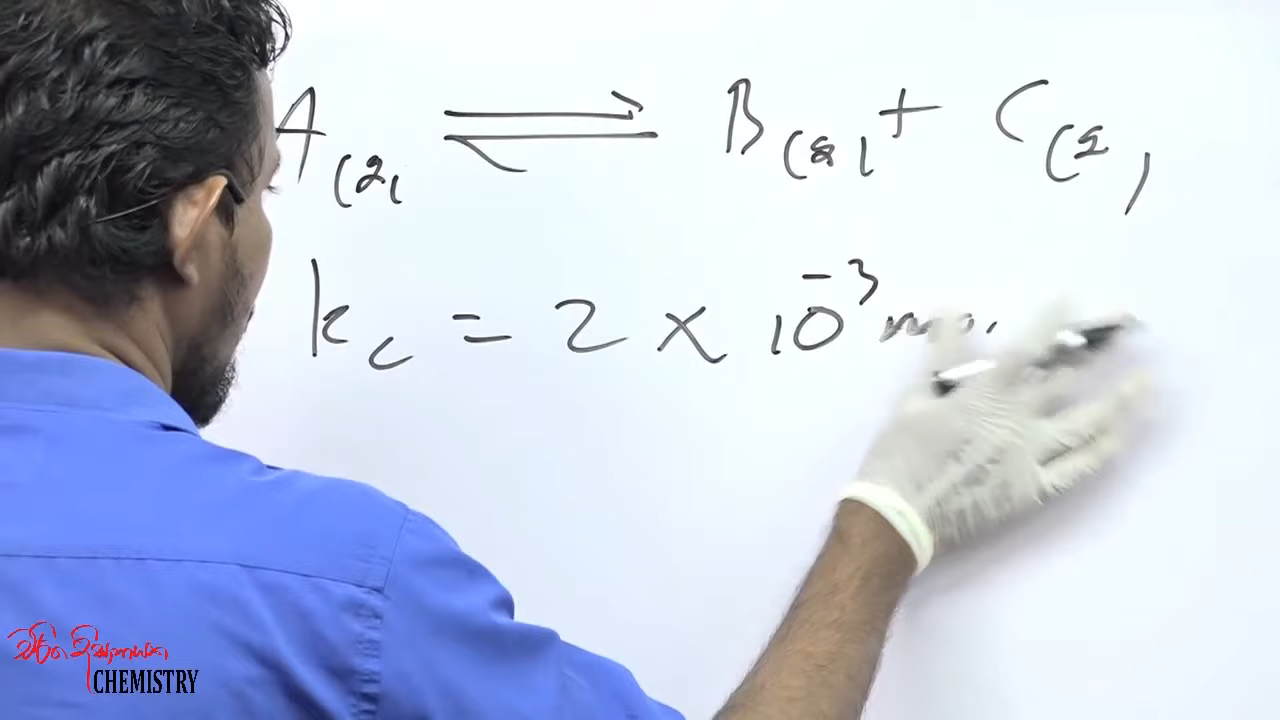 A(g) ⇌ B(g) + C(g)
kc = 2 × 10⁻³
CHEMISTRY